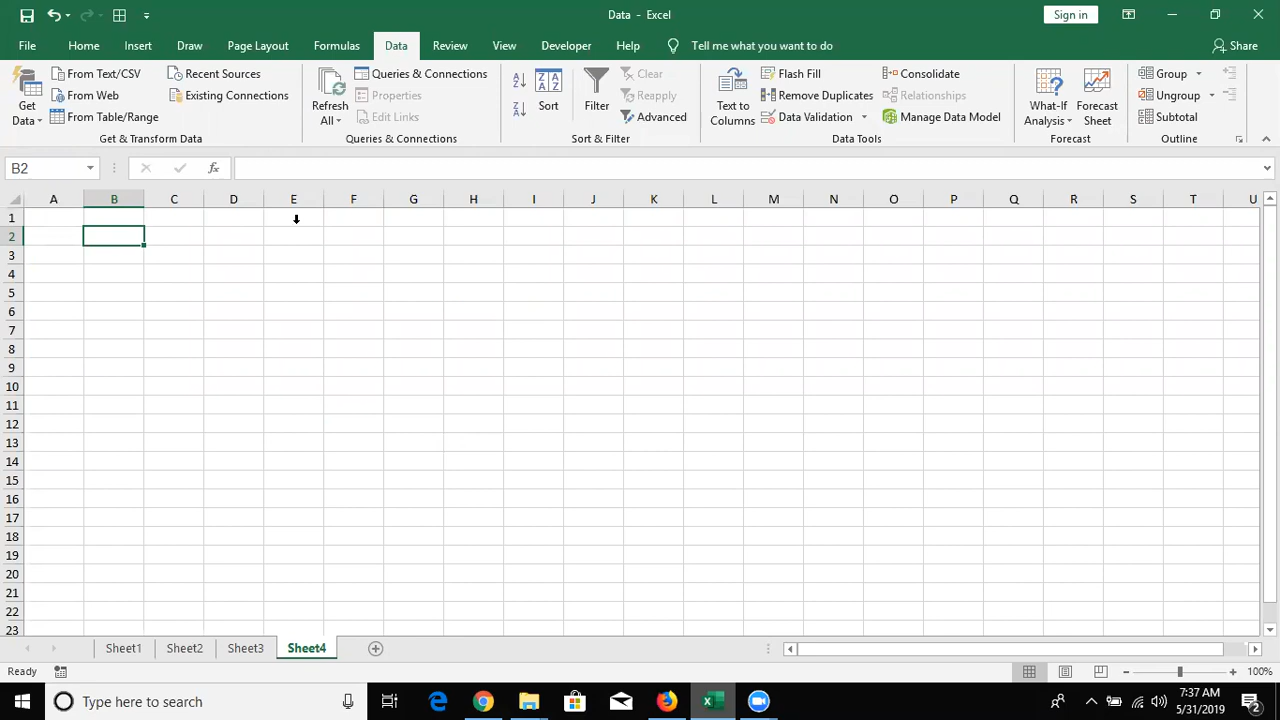 Data - Excel
Sign in
File Home Insert Draw Page Layout Formulas Data Review View Developer Help Tell me what you want to do Share
Get Data
From Text/CSV
From Web
From Table/Range
Recent Sources
Existing Connections
Get & Transform Data
Refresh All
Queries & Connections
Properties
Edit Links
Queries & Connections
Sort
Filter
Clear
Reapply
Advanced
Sort & Filter
Text to Columns
Flash Fill
Remove Duplicates
Data Validation
Consolidate
Relationships
Manage Data Model
Data Tools
What-If Analysis
Forecast Sheet
Forecast
Group
Ungroup
Subtotal
Outline
B2
fx
A B C D E F G H I J K L M N O P Q R S T U
1
2
3
4
5
6
7
8
9
10
11
12
13
14
15
16
17
18
19
20
21
22
23
Sheet1 Sheet2 Sheet3 Sheet4
Ready
100%
Type here to search
7:37 AM
5/31/2019
2